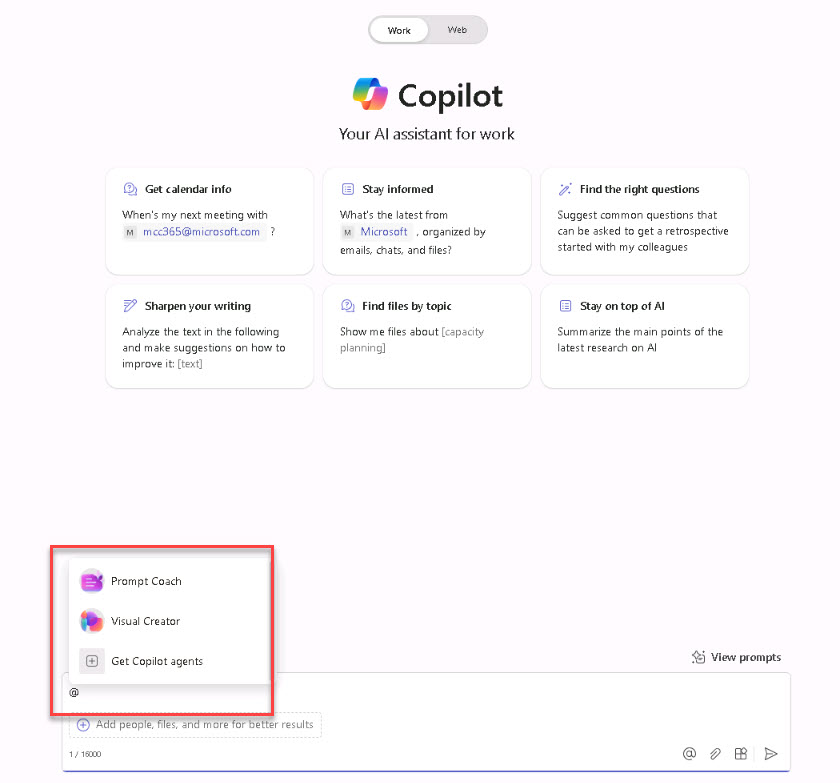 Work
Web
Copilot
Your AI assistant for work
Get calendar info
When's my next meeting with
M mcc365@microsoft.com ?
Stay informed
What's the latest from
M Microsoft , organized by
emails, chats, and files?
Find the right questions
Suggest common questions that
can be asked to get a retrospective
started with my colleagues
Sharpen your writing
Analyze the text in the following
and make suggestions on how to
improve it: [text]
Find files by topic
Show me files about [capacity
planning]
Stay on top of AI
Summarize the main points of the
latest research on AI
Prompt Coach
Visual Creator
Get Copilot agents
View prompts
@
Add people, files, and more for better results
1 / 16000